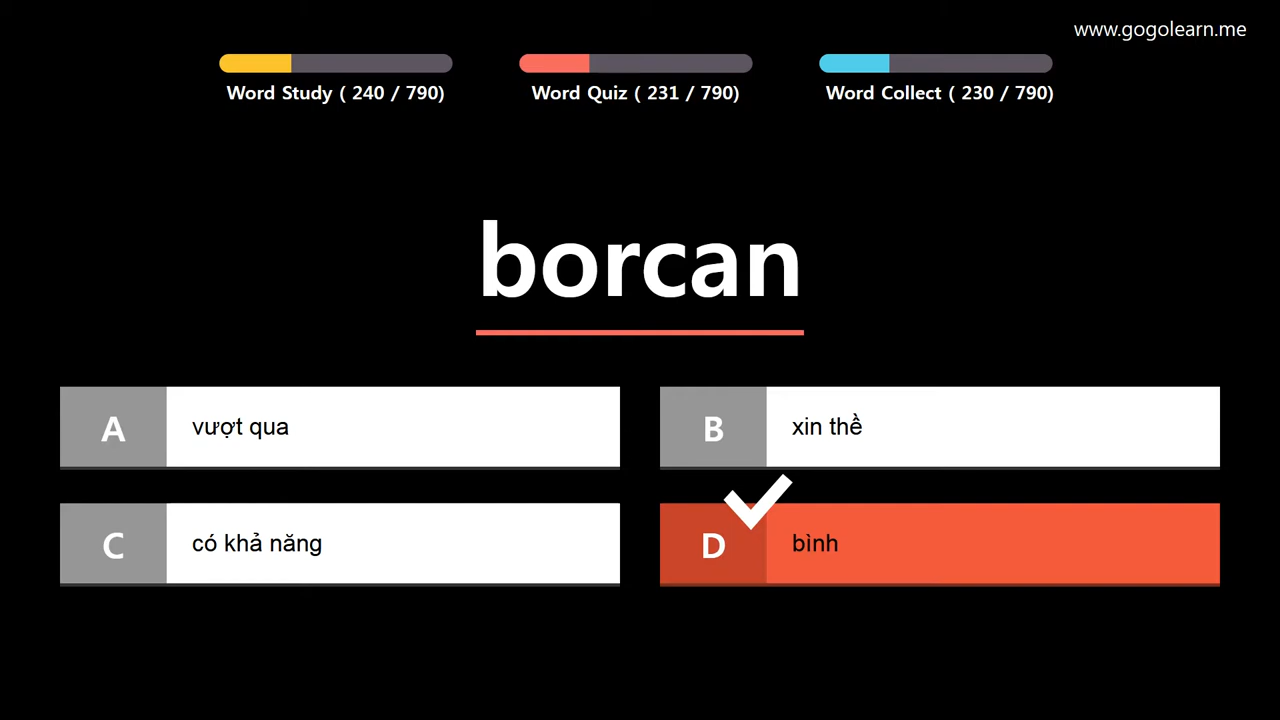 www.gogolearn.me
Word Study ( 240 / 790)
Word Quiz ( 231 / 790)
Word Collect ( 230 / 790)
borcan
A vượt qua
B xin thề
C có khả năng
D bình